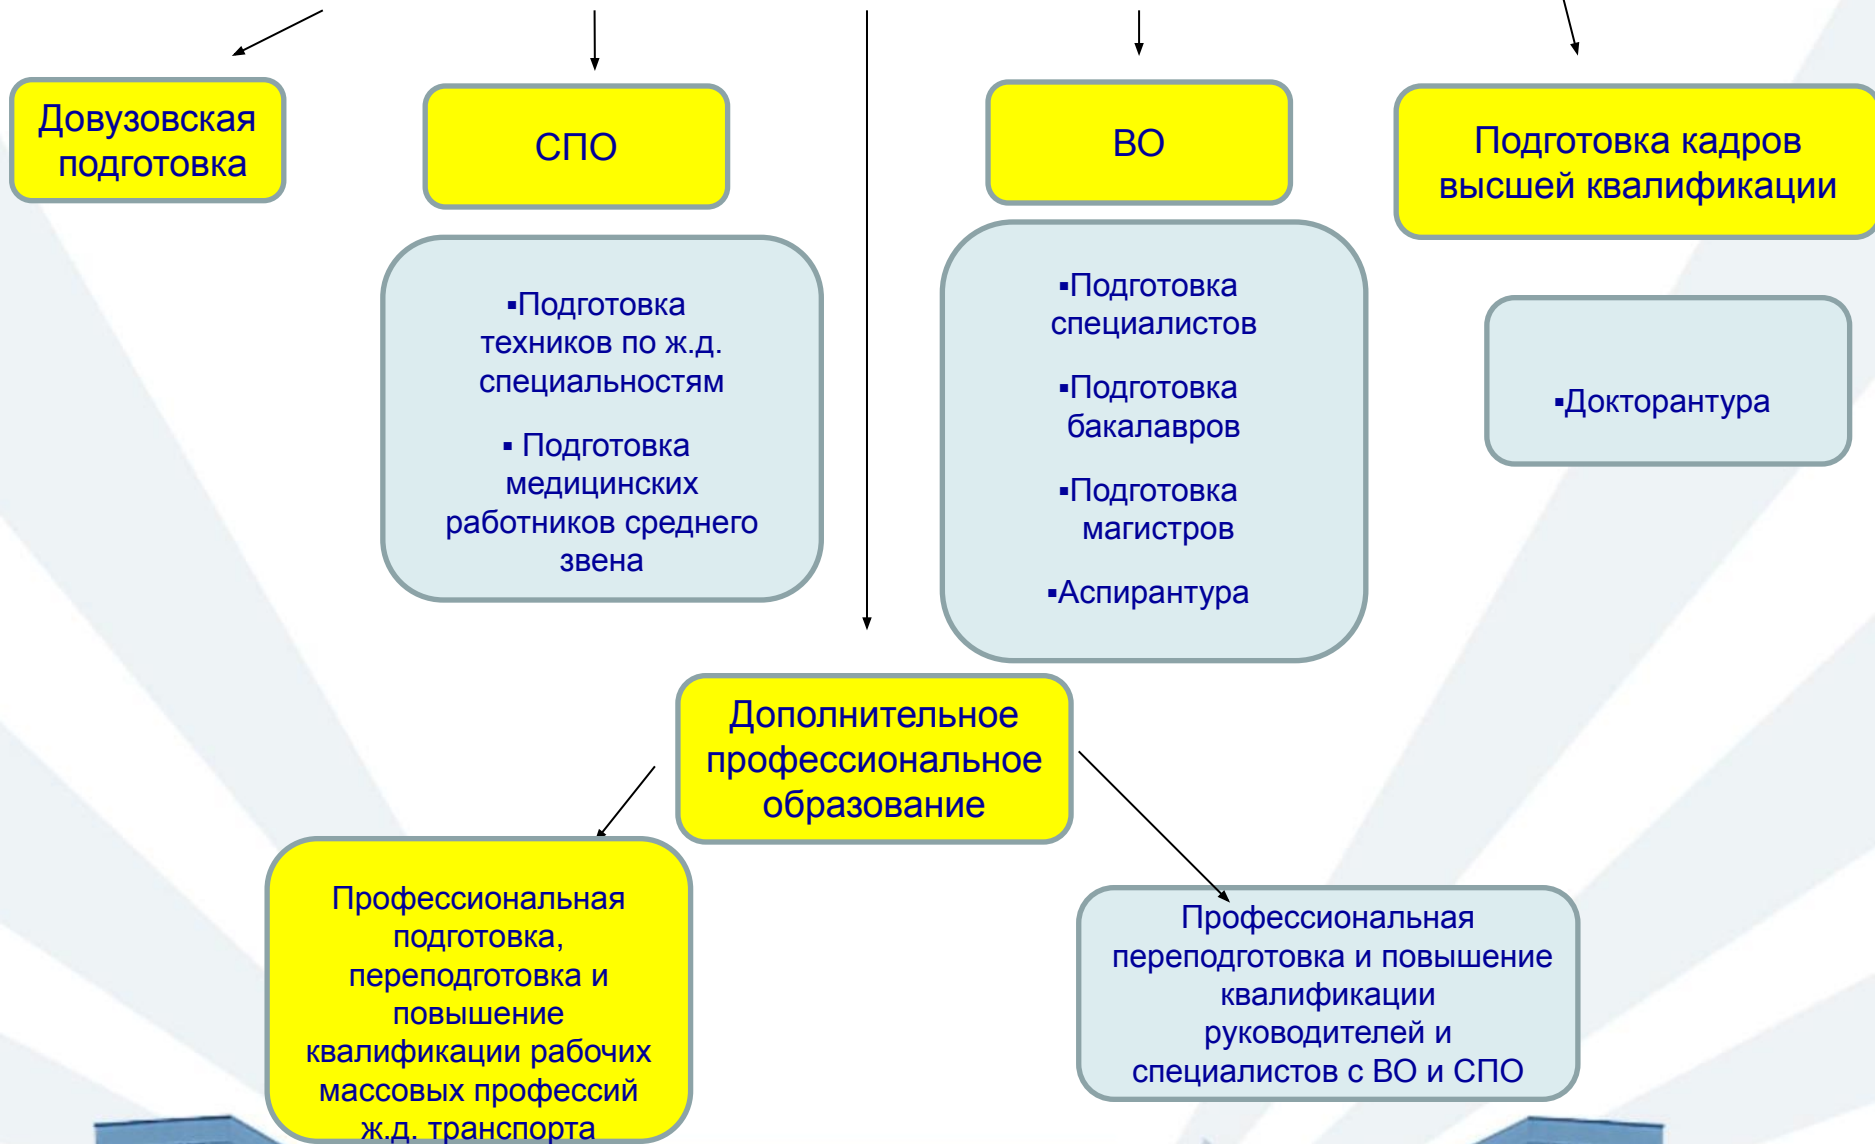 Довузовская
подготовка
СПО
▪Подготовка
техников по ж.д.
специальностям
▪ Подготовка
медицинских
работников среднего
звена
ВО
▪Подготовка
специалистов
▪Подготовка
бакалавров
▪Подготовка
магистров
▪Аспирантура
Подготовка кадров
высшей квалификации
▪Докторантура
Дополнительное
профессиональное
образование
Профессиональная
подготовка,
переподготовка и
повышение
квалификации рабочих
массовых профессий
ж.д. транспорта
Профессиональная
переподготовка и повышение
квалификации
руководителей и
специалистов с ВО и СПО